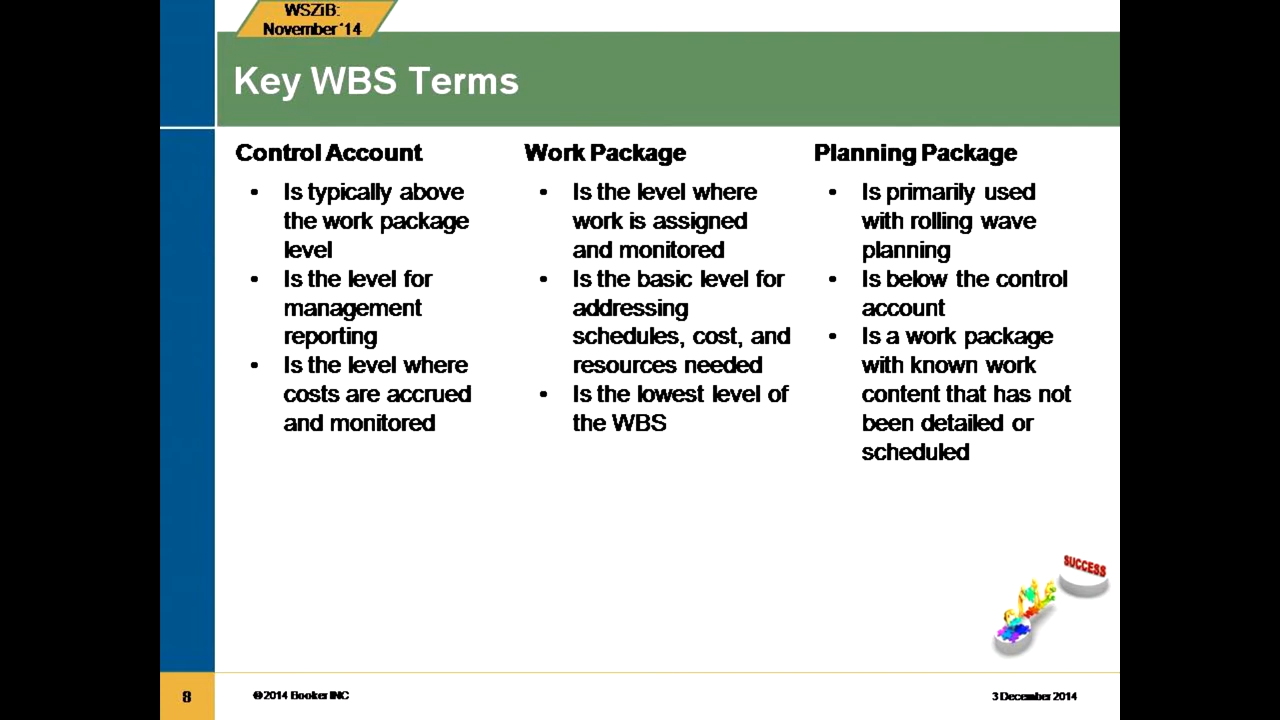 WSZiB:
November '14
Key WBS Terms
Control Account
• Is typically above
the work package
level
• Is the level for
management
reporting
• Is the level where
costs are accrued
and monitored
Work Package
• Is the level where
work is assigned
and monitored
• Is the basic level for
addressing
schedules, cost, and
resources needed
• Is the lowest level of
the WBS
Planning Package
• Is primarily used
with rolling wave
planning
• Is below the control
account
• Is a work package
with known work
content that has not
been detailed or
scheduled
SUCCESS
8
© 2014 Booker INC
3 December 2014